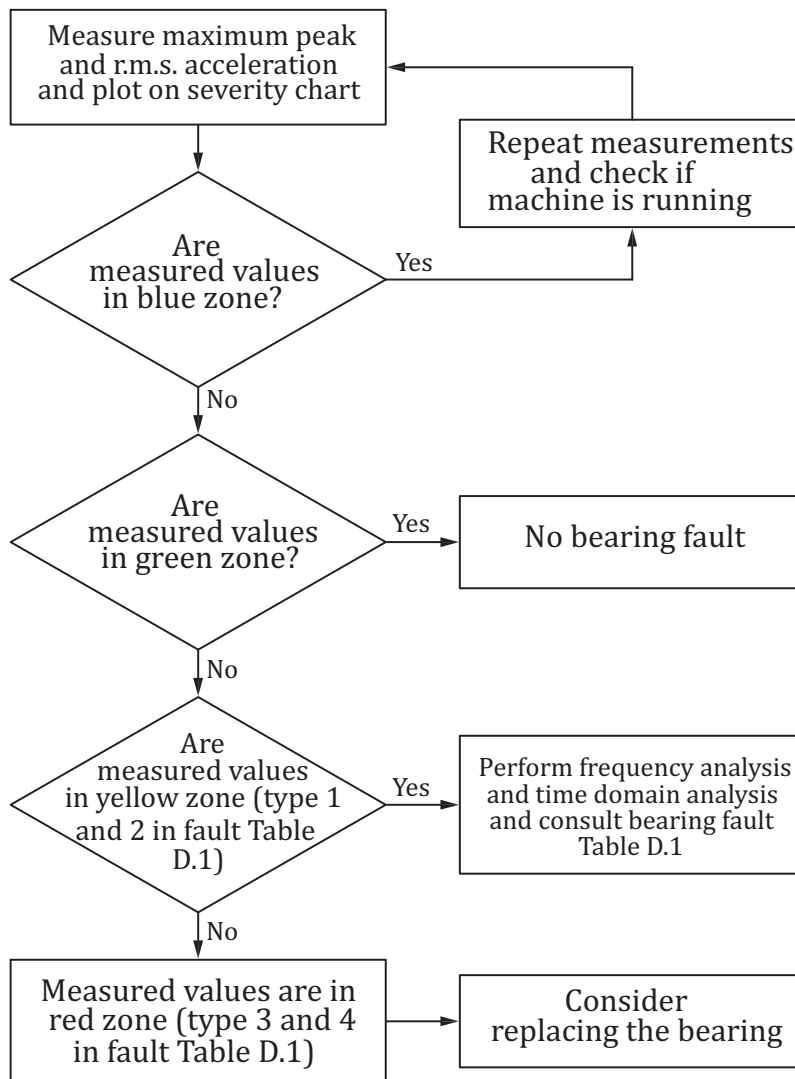 Measure maximum peak
and r.m.s. acceleration
and plot on severity chart
Repeat measurements
and check if
machine is running
Are
measured values
in blue zone?
Yes
No
Are
measured values
in green zone?
Yes
No bearing fault
No
Are
measured values
in yellow zone (type 1
and 2 in fault Table
D.1)
Yes
Perform frequency analysis
and time domain analysis
and consult bearing fault
Table D.1
No
Measured values are in
red zone (type 3 and 4
in fault Table D.1)
Consider
replacing the bearing